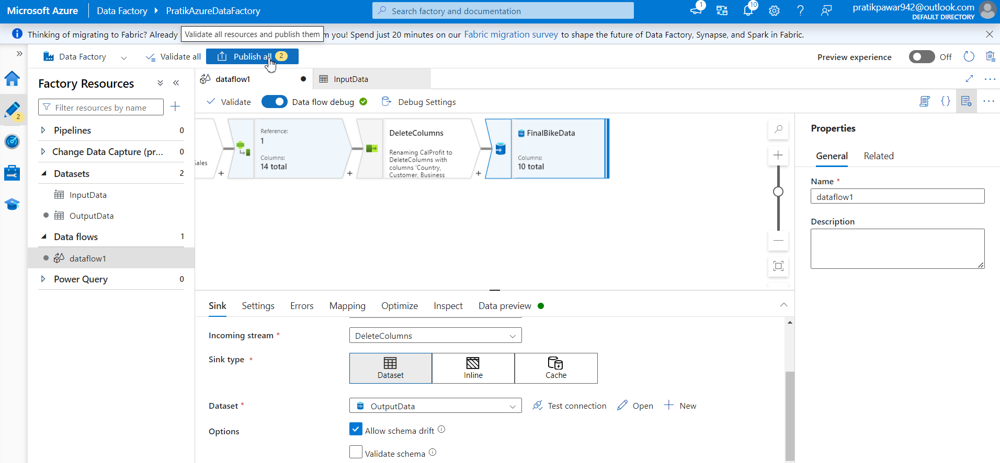 Microsoft Azure Data Factory PratikAzureDataFactory Search factory and documentation 1 10 pratikpawar942@outlook.com
DEFAULT DIRECTORY
Thinking of migrating to Fabric? Already m you! Spend just 20 minutes on our Fabric migration survey to shape the future of Data Factory, Synapse, and Spark in Fabric.
Validate all resources and publish them
Data Factory Validate all Publish all 2 Preview experience Off
Factory Resources
Filter resources by name
2
Pipelines 0
Change Data Capture (pr... 0
Datasets 2
InputData
OutputData
Data flows 1
dataflow1
Power Query 0
dataflow1 InputData
Validate Data flow debug Debug Settings
Sales
Reference:
1
Columns:
14 total
DeleteColumns
Renaming CalProfit to
DeleteColumns with
columns 'Country,
Customer, Business
FinalBikeData
Columns:
10 total
Sink Settings Errors Mapping Optimize Inspect Data preview
Incoming stream * DeleteColumns
Sink type *
Dataset Inline Cache
Dataset * OutputData Test connection Open New
Options Allow schema drift
Validate schema
Properties
General Related
Name *
dataflow1
Description